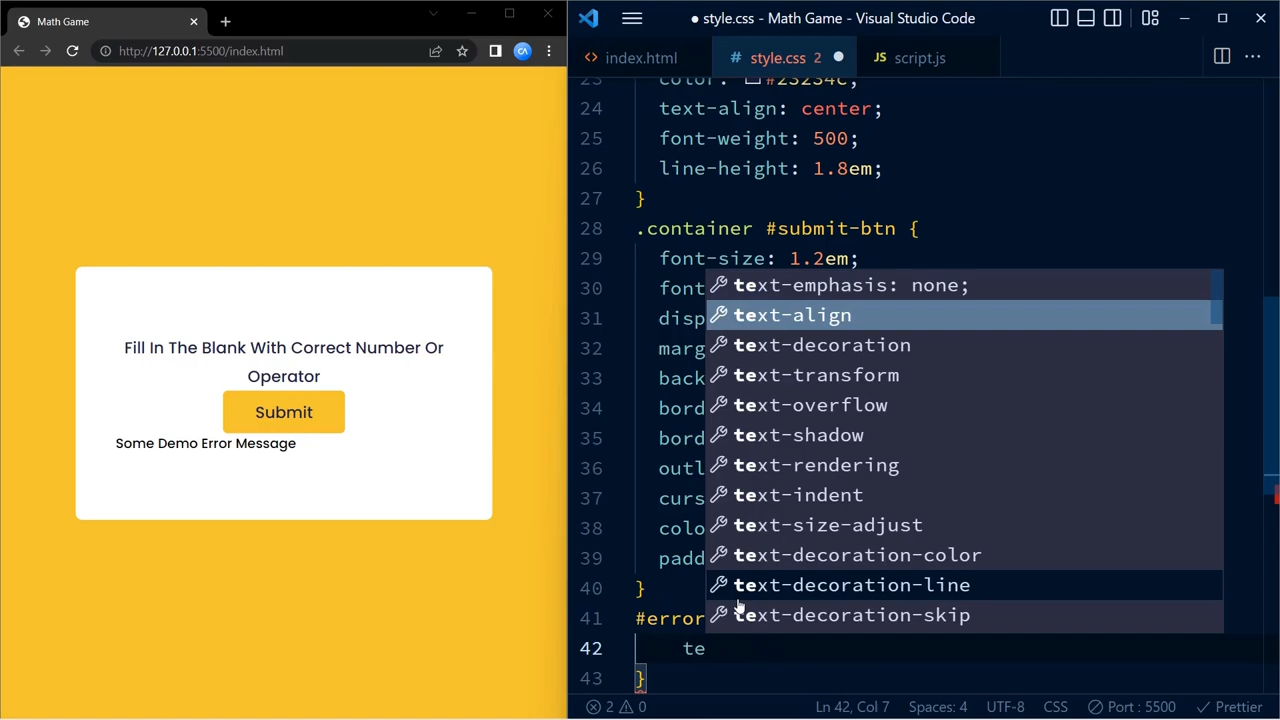 Math Game
http://127.0.0.1:5500/index.html
Fill In The Blank With Correct Number Or
Operator
Submit
Some Demo Error Message
● style.css - Math Game - Visual Studio Code
<> index.html
# style.css 2
JS script.js
23 color: #23234c;
24 text-align: center;
25 font-weight: 500;
26 line-height: 1.8em;
27 }
28 .container #submit-btn {
29 font-size: 1.2em;
30 font
31 disp
32 marg
33 back
34 bord
35 bord
36 outl
37 curs
38 colo
39 padd
40 }
41 #error
42 te
43 }
text-emphasis: none;
text-align
text-decoration
text-transform
text-overflow
text-shadow
text-rendering
text-indent
text-size-adjust
text-decoration-color
text-decoration-line
text-decoration-skip
2 0 Ln 42, Col 7 Spaces: 4 UTF-8 CSS Port : 5500 Prettier